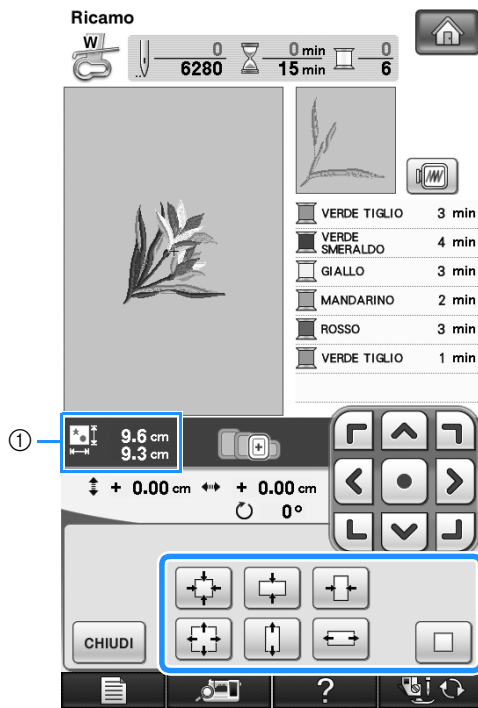 Ricamo
W
0
6280
0 min
15 min
0
6
VERDE TIGLIO 3 min
VERDE SMERALDO 4 min
GIALLO 3 min
MANDARINO 2 min
ROSSO 3 min
VERDE TIGLIO 1 min
① 9.6 cm
9.3 cm
+ 0.00 cm + 0.00 cm
0°
CHIUDI
?